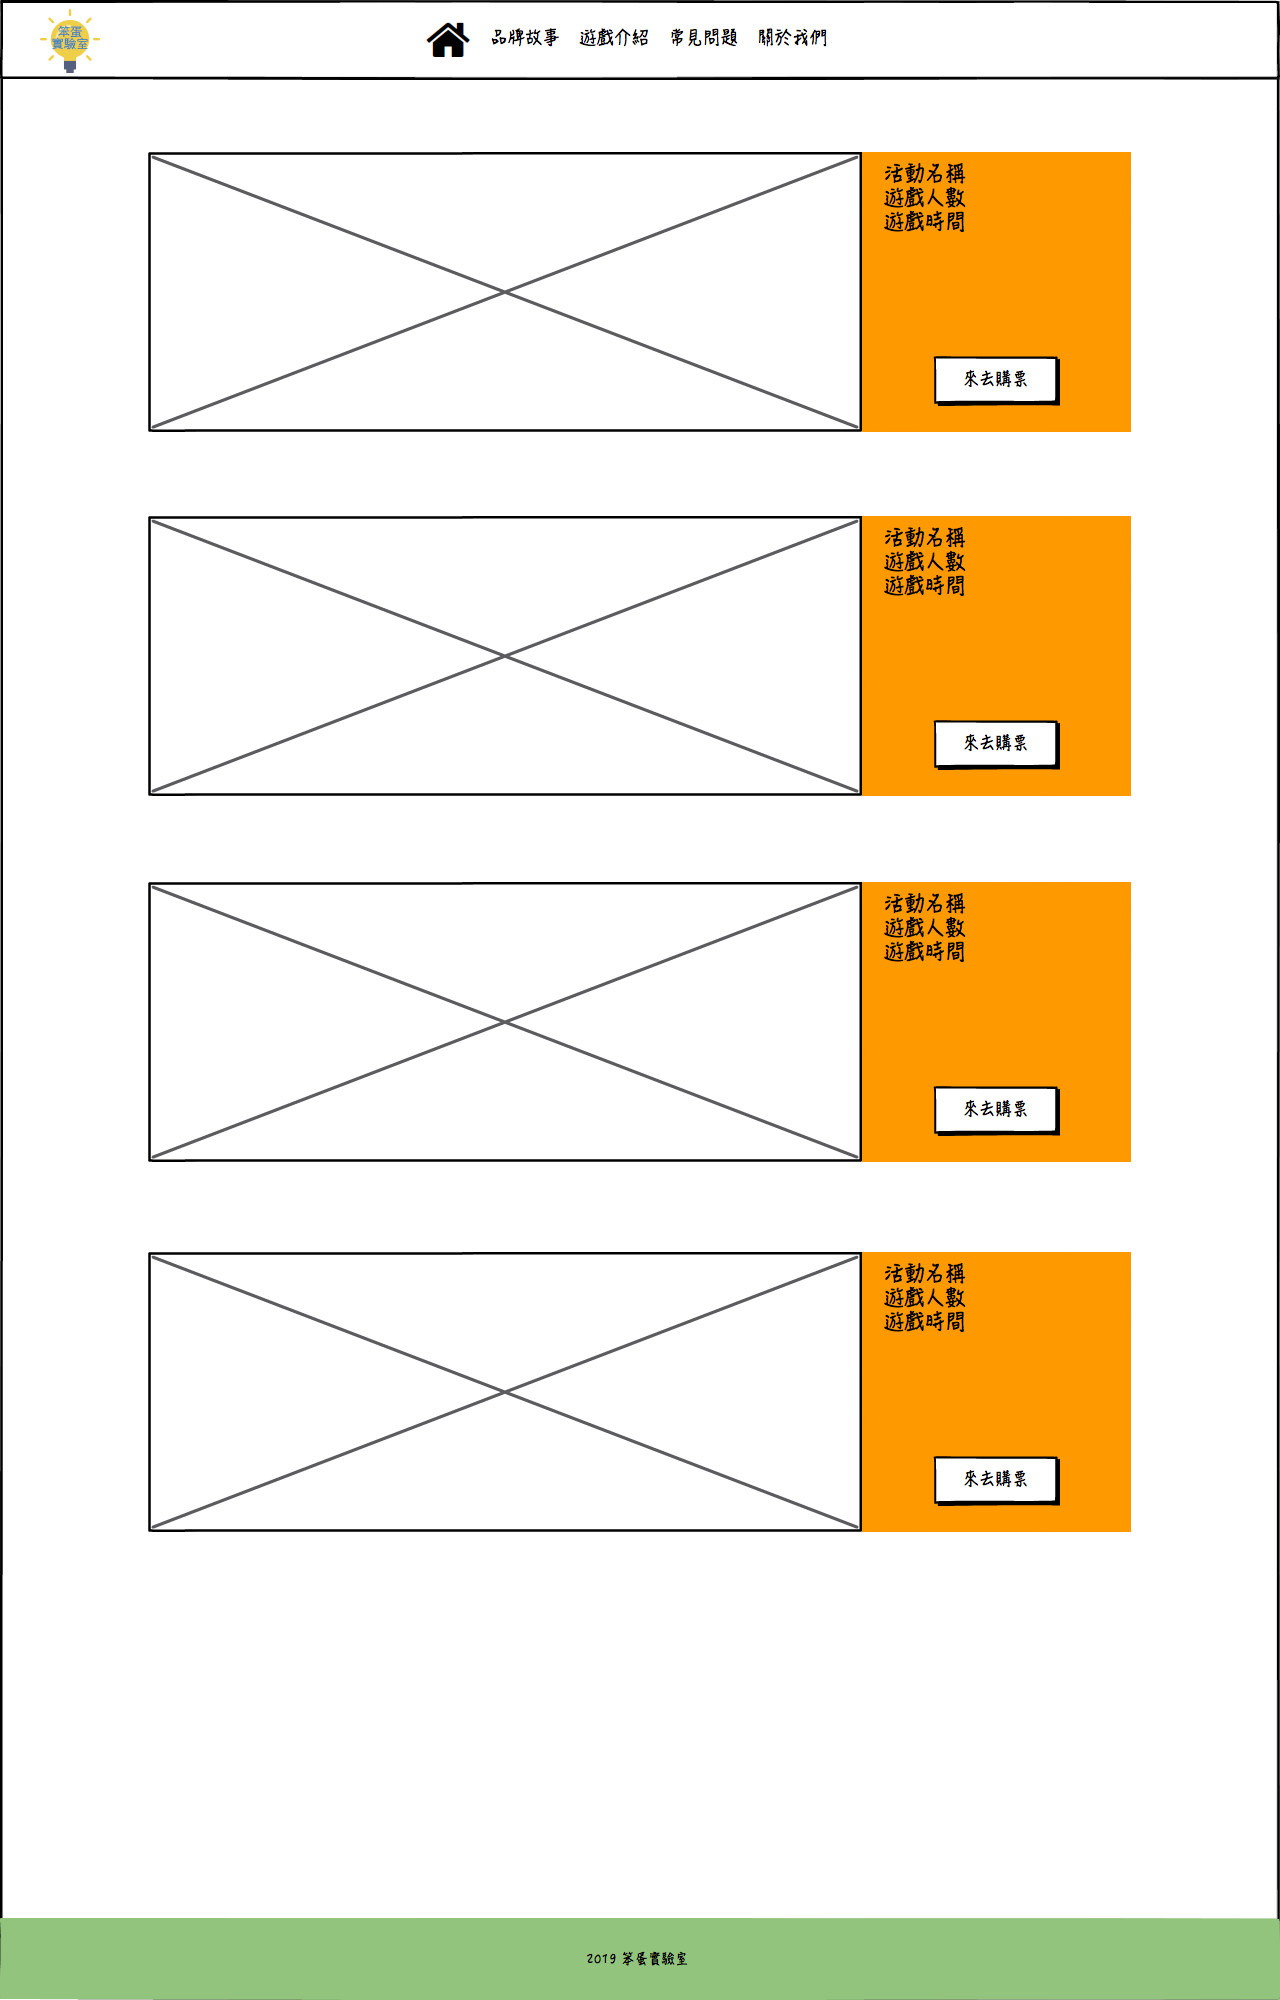 笨蛋
實驗室
品牌故事 遊戲介紹 常見問題 關於我們
活動名稱
遊戲人數
遊戲時間
來去購票
活動名稱
遊戲人數
遊戲時間
來去購票
活動名稱
遊戲人數
遊戲時間
來去購票
活動名稱
遊戲人數
遊戲時間
來去購票
2019 笨蛋實驗室